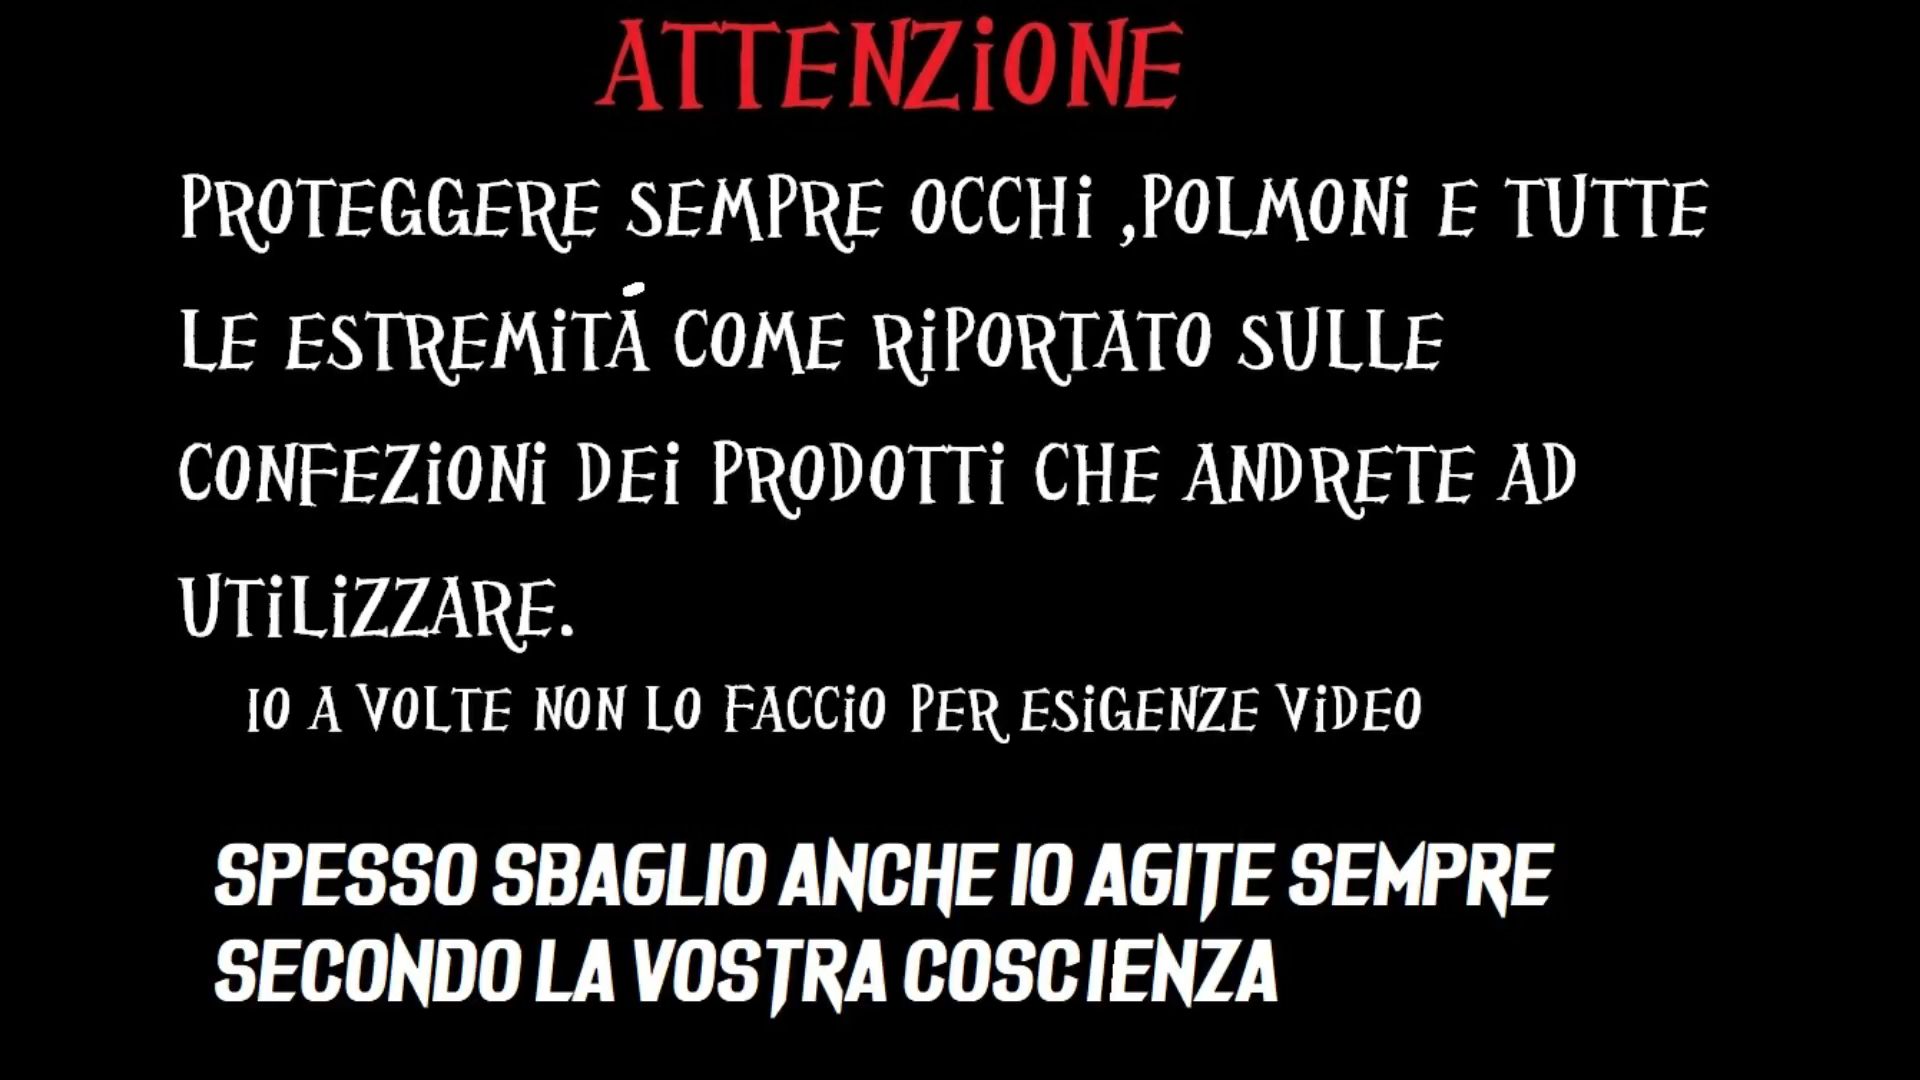 ATTENZiONE
PROTEGGERE SEMPRE OCCHi ,POLMONi E TUTTE
LE ESTREMiTÁ COME RiPORTATO SULLE
CONFEZiONi DEi PRODOTTi CHE ANDRETE AD
UTiLiZZARE.
IO A VOLTE NON LO FACCiO PER ESiGENZE ViDEO
SPESSO SBAGLIO ANCHE IO AGITE SEMPRE
SECONDO LA VOSTRA COSCIENZA